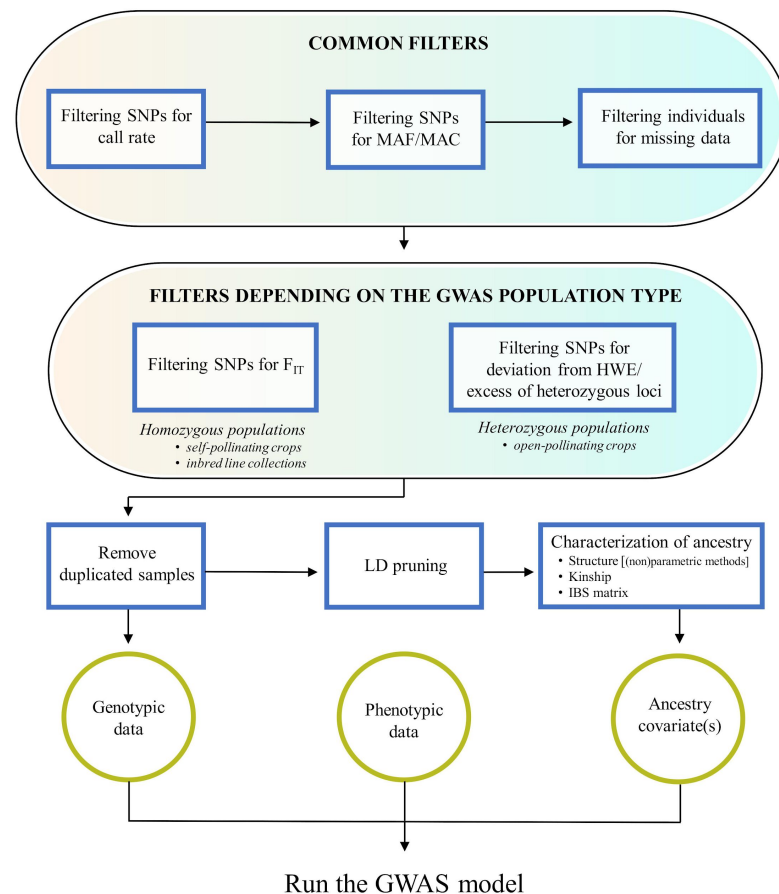 COMMON FILTERS
Filtering SNPs for
call rate
Filtering SNPs
for MAF/MAC
Filtering individuals
for missing data
FILTERS DEPENDING ON THE GWAS POPULATION TYPE
Filtering SNPs for FIT
Homozygous populations
• self-pollinating crops
• inbred line collections
Filtering SNPs for
deviation from HWE/
excess of heterozygous loci
Heterozygous populations
• open-pollinating crops
Remove
duplicated samples
LD pruning
Characterization of ancestry
• Structure [(non)parametric methods]
• Kinship
• IBS matrix
Genotypic
data
Phenotypic
data
Ancestry
covariate(s)
Run the GWAS model